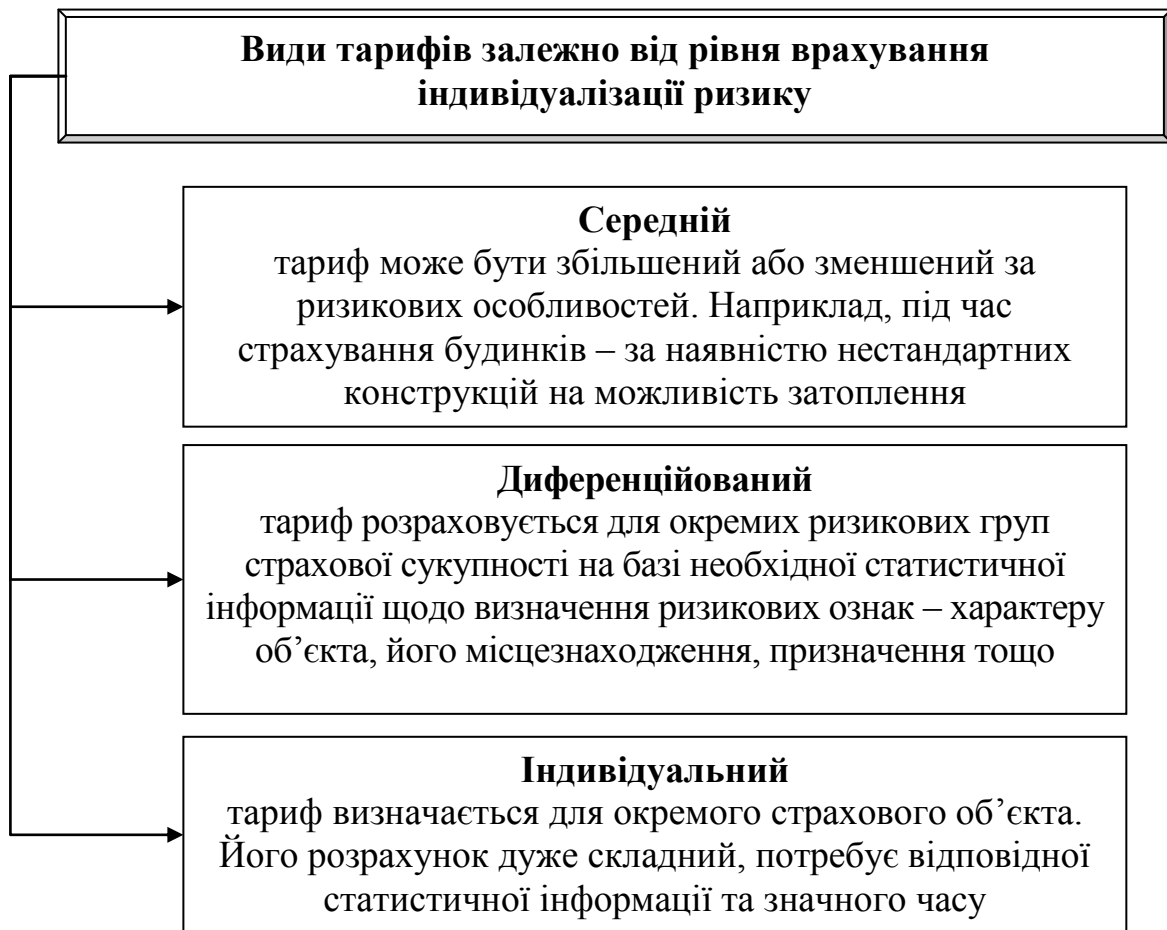 Види тарифів залежно від рівня врахування
індивідуалізації ризику
Середній
тариф може бути збільшений або зменшений за
ризикових особливостей. Наприклад, під час
страхування будинків – за наявністю нестандартних
конструкцій на можливість затоплення
Диференційований
тариф розраховується для окремих ризикових груп
страхової сукупності на базі необхідної статистичної
інформації щодо визначення ризикових ознак – характеру
об’єкта, його місцезнаходження, призначення тощо
Індивідуальний
тариф визначається для окремого страхового об’єкта.
Його розрахунок дуже складний, потребує відповідної
статистичної інформації та значного часу